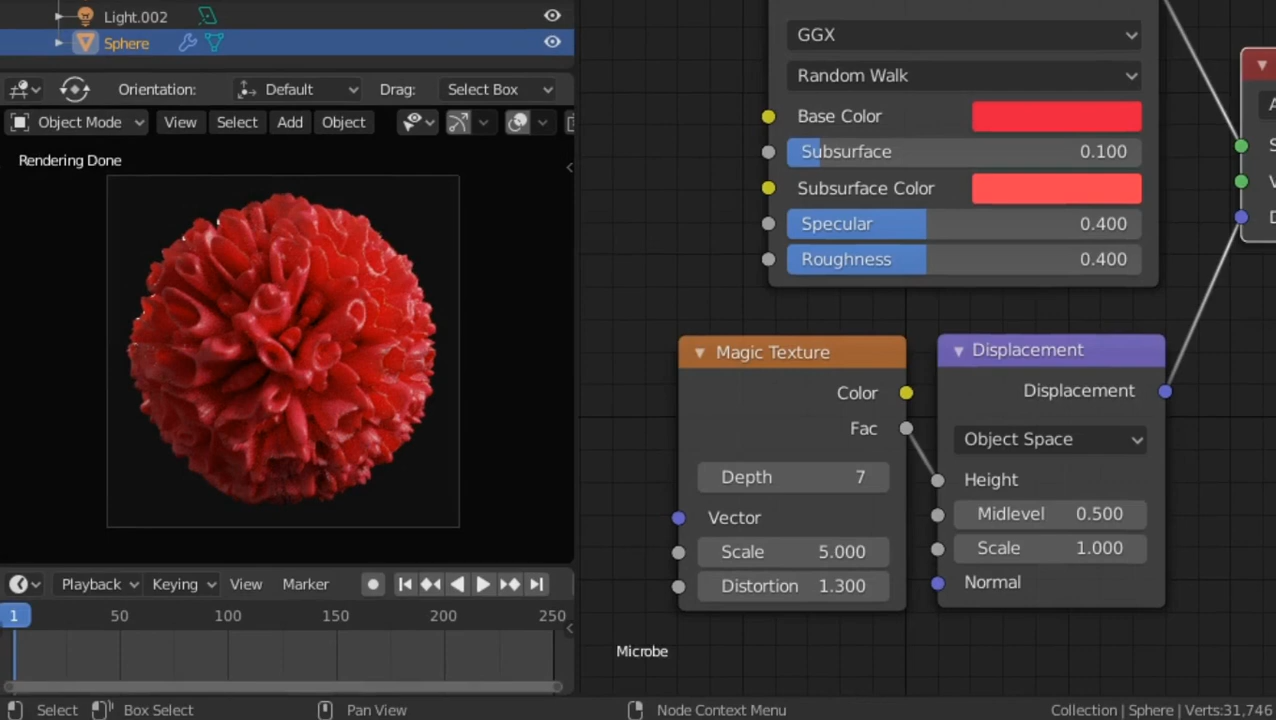 Light.002
Sphere
Orientation: Default Drag: Select Box
Object Mode View Select Add Object
Rendering Done
Playback Keying View Marker
1 50 100 150 200 250
GGX
Random Walk
Base Color
Subsurface 0.100
Subsurface Color
Specular 0.400
Roughness 0.400
Magic Texture
Color
Fac
Depth 7
Vector
Scale 5.000
Distortion 1.300
Displacement
Displacement
Object Space
Height
Midlevel 0.500
Scale 1.000
Normal
Microbe
Select Box Select Pan View Node Context Menu Collection | Sphere | Verts:31,746